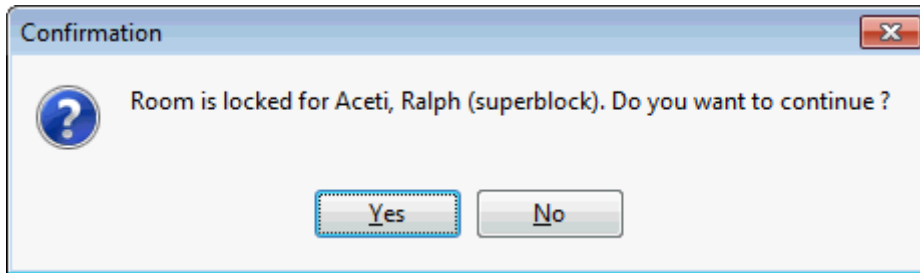 Confirmation
Room is locked for Aceti, Ralph (superblock). Do you want to continue ?
Yes No